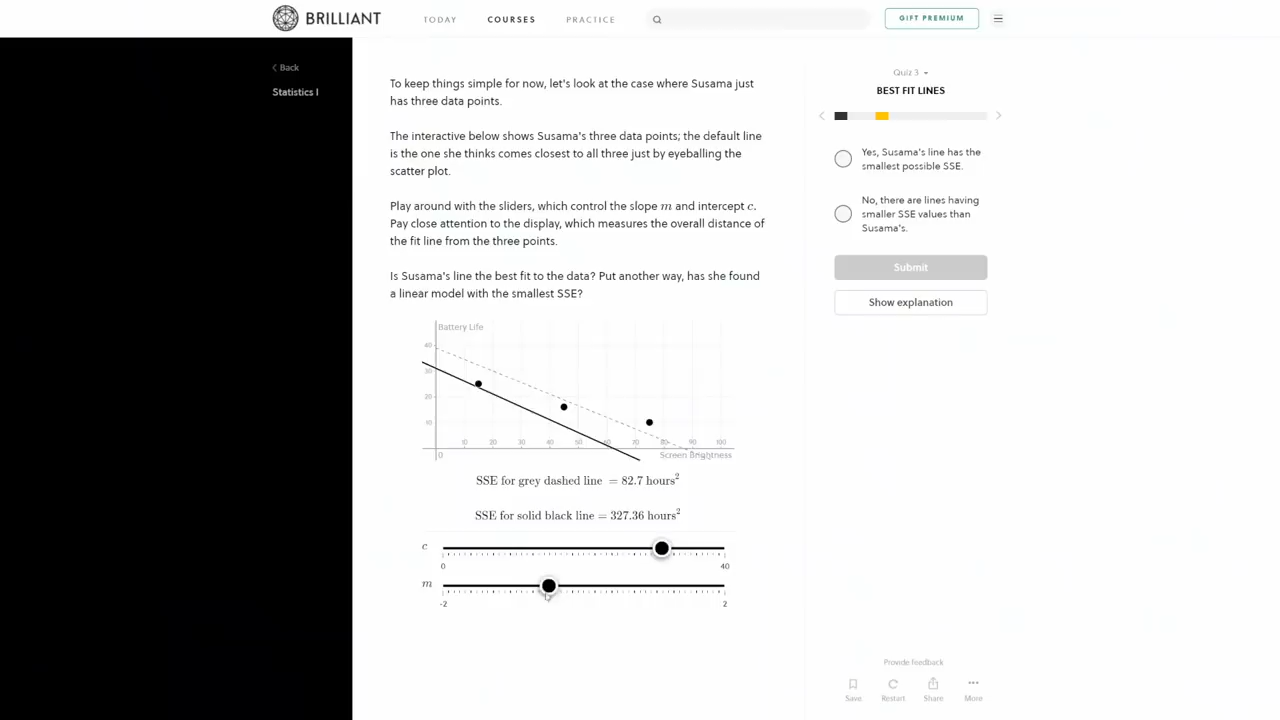 BRILLIANT
TODAY
COURSES
PRACTICE
GIFT PREMIUM
Back
Statistics I
To keep things simple for now, let's look at the case where Susama just
has three data points.
The interactive below shows Susama's three data points; the default line
is the one she thinks comes closest to all three just by eyeballing the
scatter plot.
Play around with the sliders, which control the slope m and intercept c.
Pay close attention to the display, which measures the overall distance of
the fit line from the three points.
Is Susama's line the best fit to the data? Put another way, has she found
a linear model with the smallest SSE?
Battery Life
40
30
20
10
0
10 20 30 40 50 60 70 80 90 100
Screen Brightness
SSE for grey dashed line = 82.7 hours²
SSE for solid black line = 327.36 hours²
c
0 40
m
-2 2
Quiz 3
BEST FIT LINES
Yes, Susama's line has the
smallest possible SSE.
No, there are lines having
smaller SSE values than
Susama's.
Submit
Show explanation
Provide feedback
Save Restart Share More